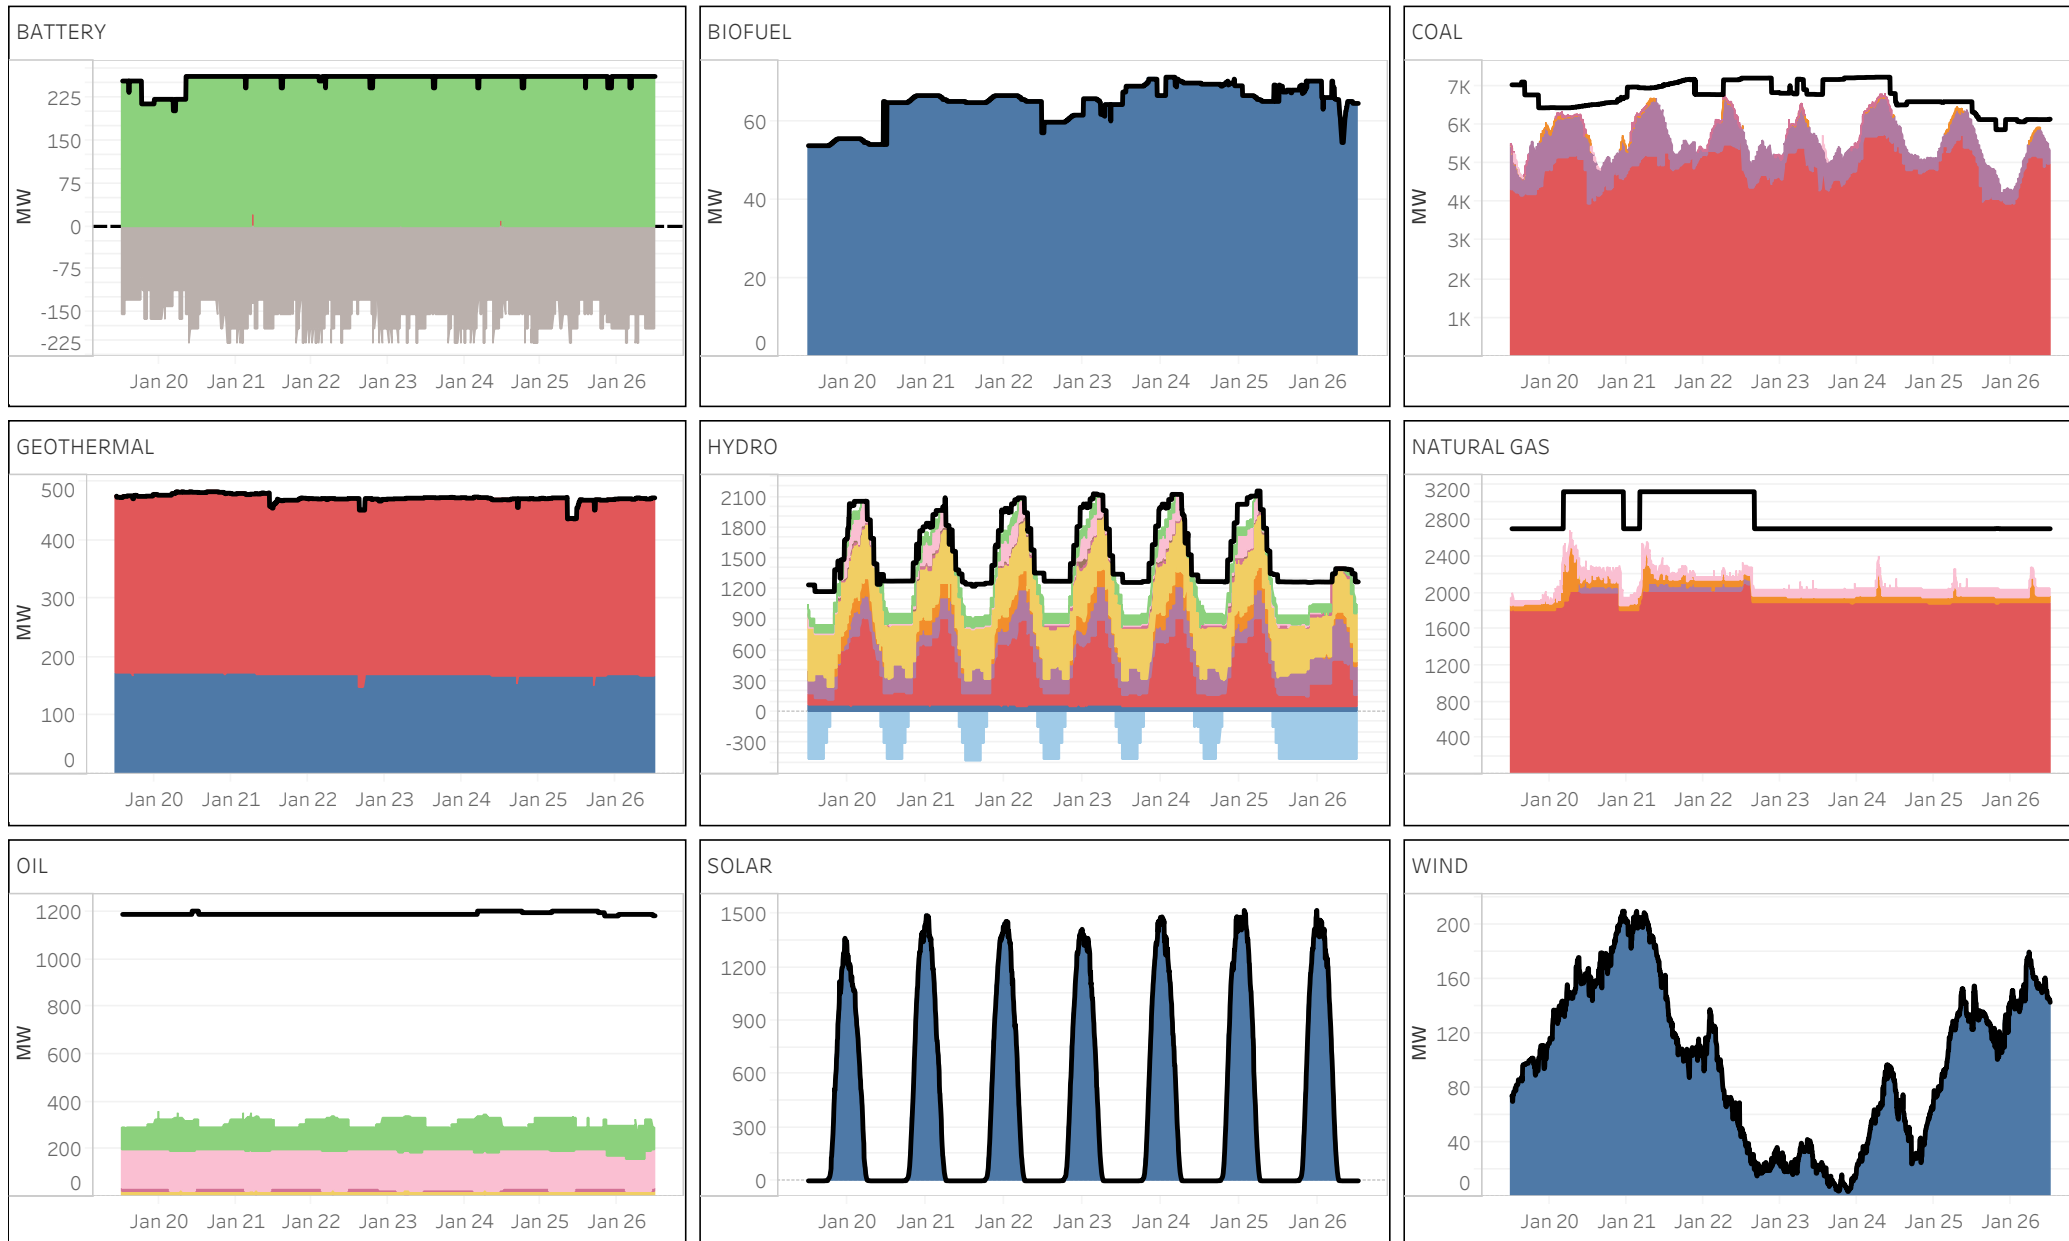 BATTERY
MW
225
150
75
0
-75
-150
-225
Jan 20 Jan 21 Jan 22 Jan 23 Jan 24 Jan 25 Jan 26
BIOFUEL
MW
60
40
20
0
Jan 20 Jan 21 Jan 22 Jan 23 Jan 24 Jan 25 Jan 26
COAL
MW
7K
6K
5K
4K
3K
2K
1K
Jan 20 Jan 21 Jan 22 Jan 23 Jan 24 Jan 25 Jan 26
GEOTHERMAL
MW
500
400
300
200
100
0
Jan 20 Jan 21 Jan 22 Jan 23 Jan 24 Jan 25 Jan 26
HYDRO
2100
1800
1500
1200
900
600
300
0
-300
Jan 20 Jan 21 Jan 22 Jan 23 Jan 24 Jan 25 Jan 26
NATURAL GAS
3200
2800
2400
2000
1600
1200
800
400
Jan 20 Jan 21 Jan 22 Jan 23 Jan 24 Jan 25 Jan 26
OIL
MW
1200
1000
800
600
400
200
0
Jan 20 Jan 21 Jan 22 Jan 23 Jan 24 Jan 25 Jan 26
SOLAR
1500
1200
900
600
300
0
Jan 20 Jan 21 Jan 22 Jan 23 Jan 24 Jan 25 Jan 26
WIND
MW
200
160
120
80
40
0
Jan 20 Jan 21 Jan 22 Jan 23 Jan 24 Jan 25 Jan 26